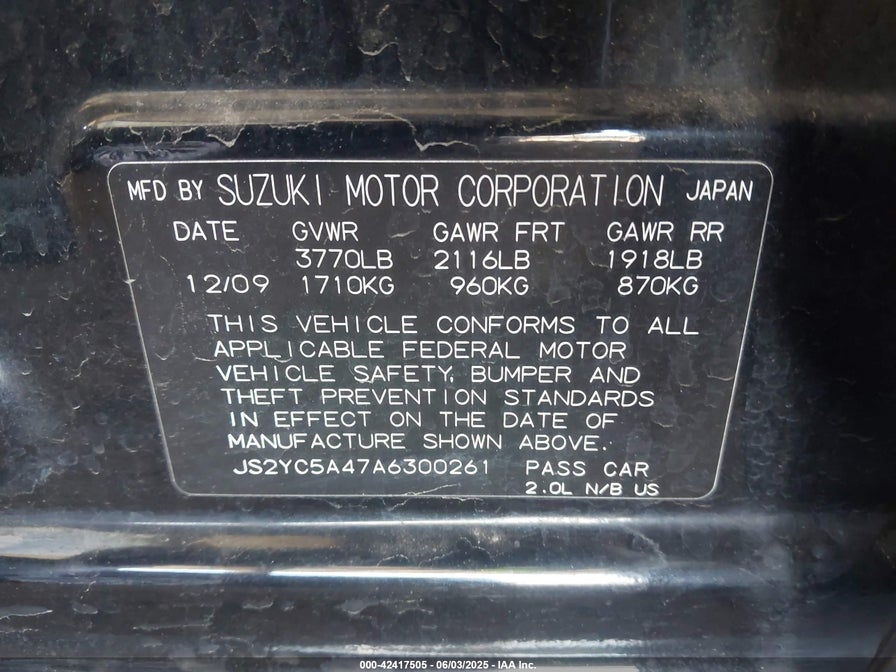 MFD BY SUZUKI MOTOR CORPORATION JAPAN
DATE GVWR GAWR FRT GAWR RR
3770LB 2116LB 1918LB
12/09 1710KG 960KG 870KG
THIS VEHICLE CONFORMS TO ALL
APPLICABLE FEDERAL MOTOR
VEHICLE SAFETY, BUMPER AND
THEFT PREVENTION STANDARDS
IN EFFECT ON THE DATE OF
MANUFACTURE SHOWN ABOVE.
JS2YC5A47A6300261 PASS CAR
2.0L N/B US
000-42417505 - 06/03/2025 - IAA Inc.